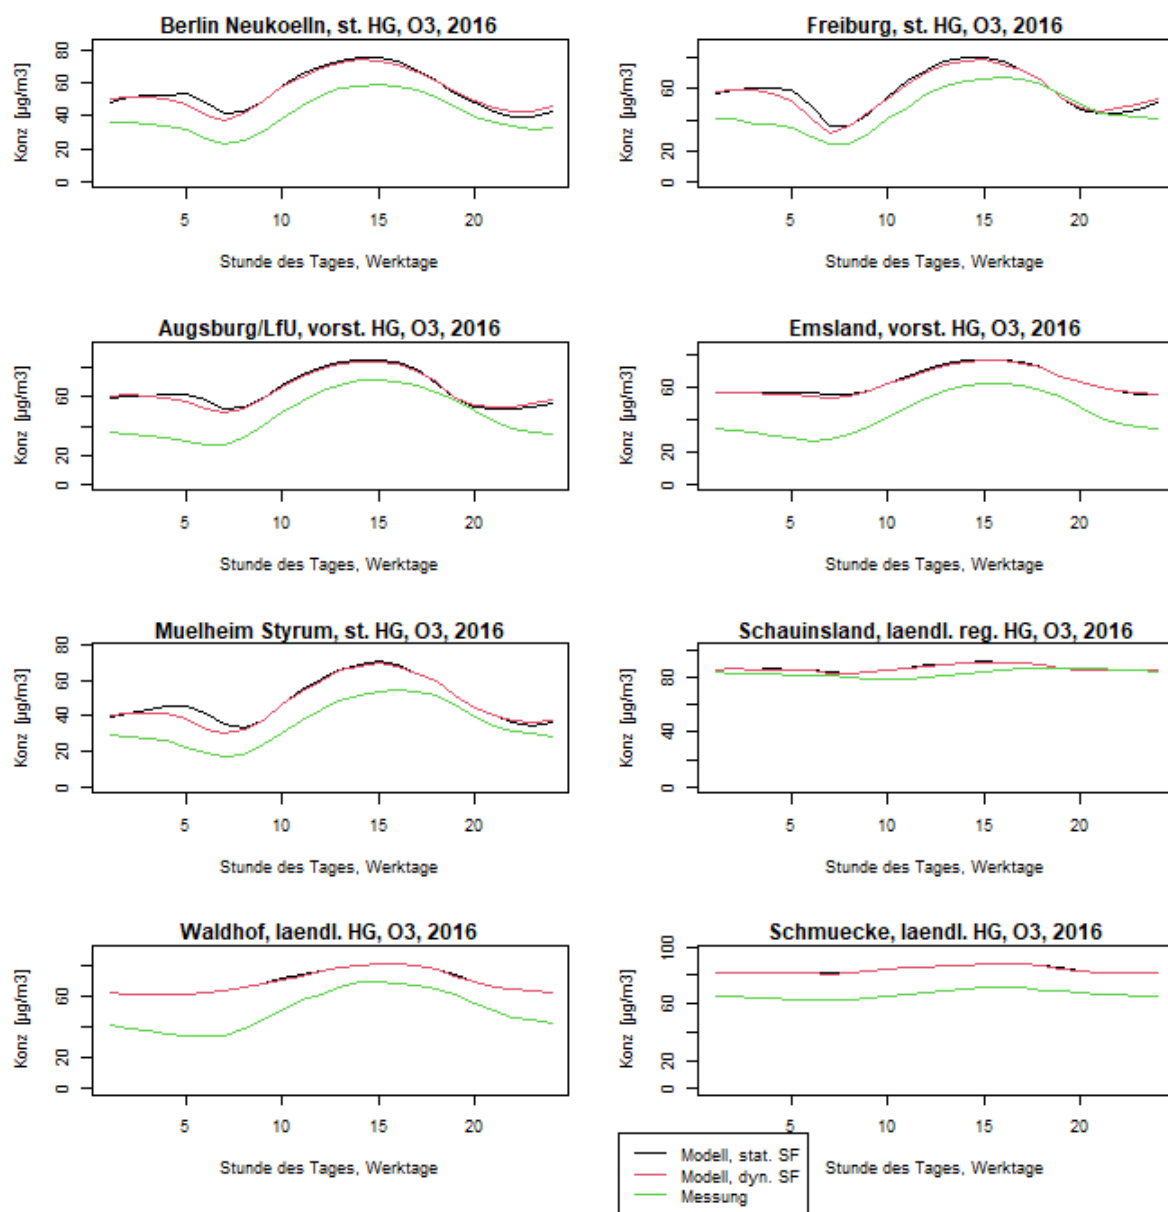 Berlin Neukoelln, st. HG, O3, 2016
Konz [µg/m3]
0 20 40 60 80
5 10 15 20
Stunde des Tages, Werktage
Freiburg, st. HG, O3, 2016
Konz [µg/m3]
0 20 60
5 10 15 20
Stunde des Tages, Werktage
Augsburg/LfU, vorst. HG, O3, 2016
Konz [µg/m3]
0 20 60
5 10 15 20
Stunde des Tages, Werktage
Emsland, vorst. HG, O3, 2016
Konz [µg/m3]
0 20 60
5 10 15 20
Stunde des Tages, Werktage
Muelheim Styrum, st. HG, O3, 2016
Konz [µg/m3]
0 20 40 60 80
5 10 15 20
Stunde des Tages, Werktage
Schauinsland, laendl. reg. HG, O3, 2016
Konz [µg/m3]
0 40 80
5 10 15 20
Stunde des Tages, Werktage
Waldhof, laendl. HG, O3, 2016
Konz [µg/m3]
0 20 60
5 10 15 20
Stunde des Tages, Werktage
Schmuecke, laendl. HG, O3, 2016
Konz [µg/m3]
0 20 60 100
5 10 15 20
Stunde des Tages, Werktage
Modell, stat. SF
Modell, dyn. SF
Messung